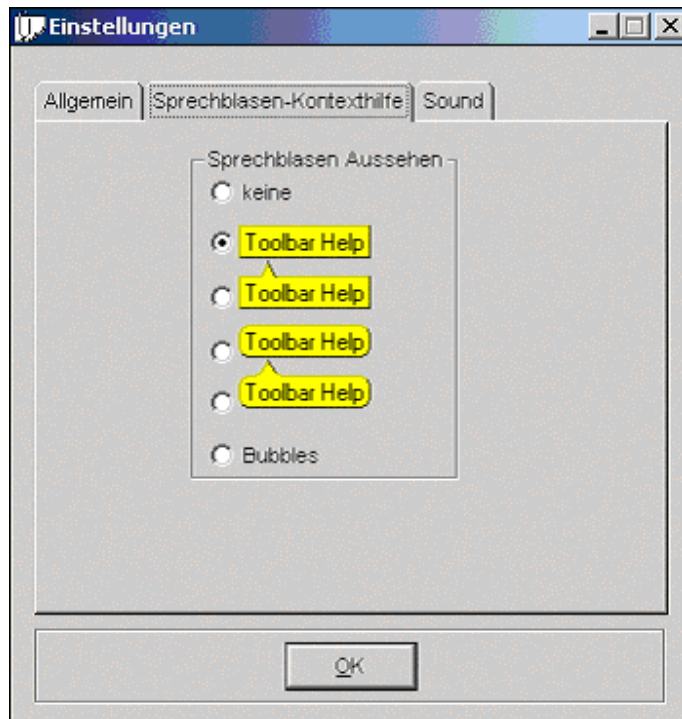 Einstellungen
Allgemein Sprechblasen-Kontexthilfe Sound
Sprechblasen Aussehen
keine
Toolbar Help
Toolbar Help
Toolbar Help
Toolbar Help
Bubbles
OK